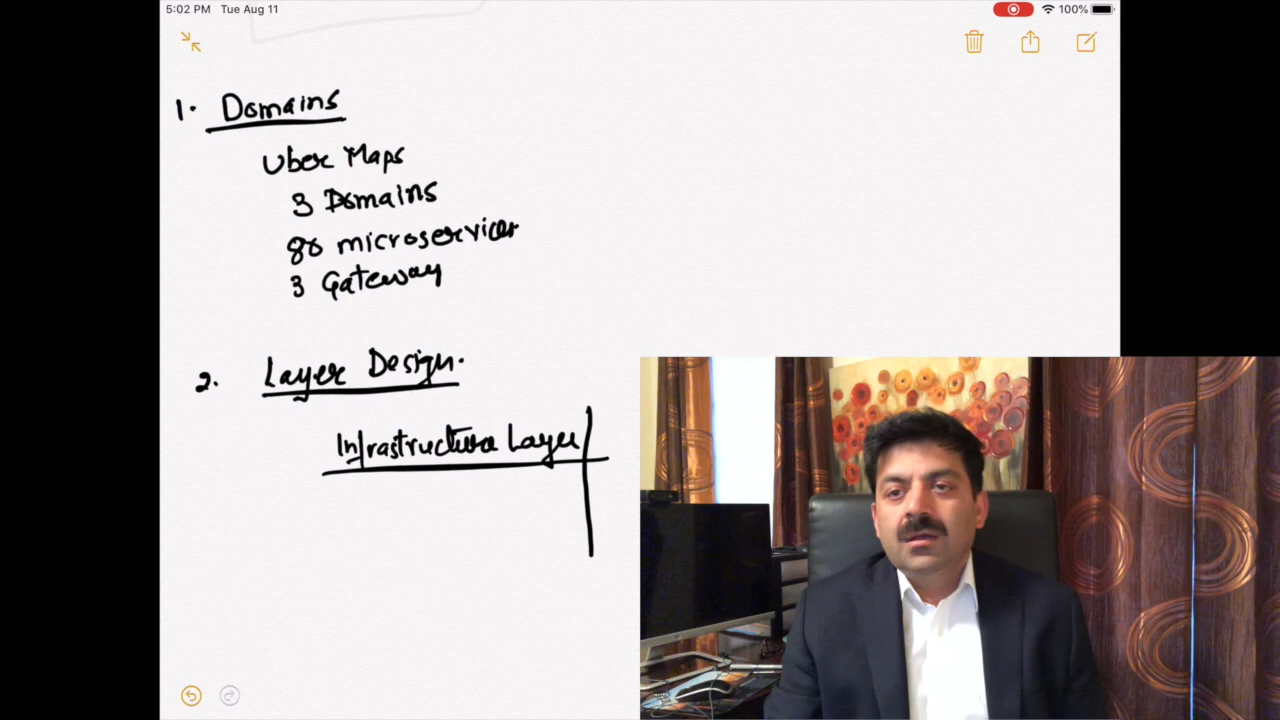 5:02 PM Tue Aug 11
100%
1. Domains
Uber Maps
3 Domains
80 microservices
3 Gateway
2. Layer Design.
Infrastructure Layer